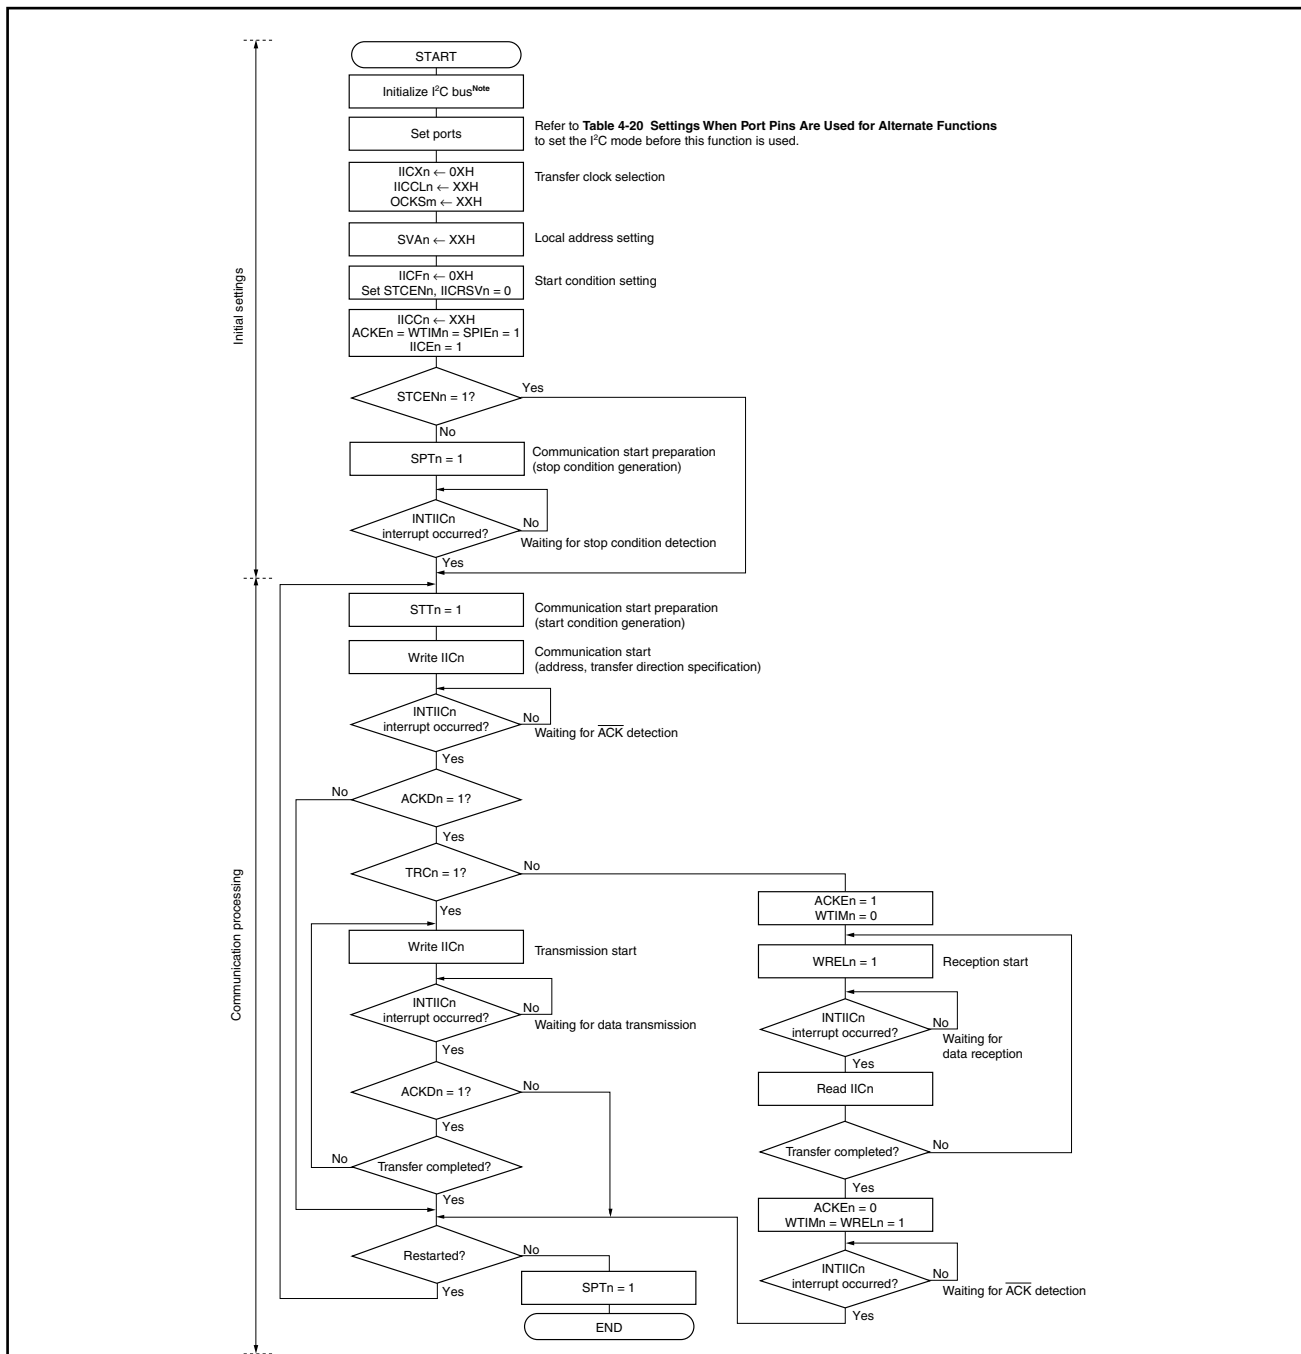 START
Initialize I²C bus^Note
Set ports
Refer to Table 4-20 Settings When Port Pins Are Used for Alternate Functions
to set the I²C mode before this function is used.
IICXn ← 0XH
IICCLn ← XXH
OCKSm ← XXH
Transfer clock selection
SVAn ← XXH
Local address setting
IICFn ← 0XH
Set STCENn, IICRSVn = 0
Start condition setting
IICCn ← XXH
ACKEn = WTIMn = SPIEn = 1
IICEn = 1
Initial settings
STCENn = 1?
Yes
No
SPTn = 1
Communication start preparation
(stop condition generation)
INTIICn
interrupt occurred?
No
Waiting for stop condition detection
Yes
STTn = 1
Communication start preparation
(start condition generation)
Write IICn
Communication start
(address, transfer direction specification)
INTIICn
interrupt occurred?
No
Waiting for A̅C̅K̅ detection
Yes
No
ACKDn = 1?
Yes
TRCn = 1?
No
Yes
Communication processing
Write IICn
Transmission start
INTIICn
interrupt occurred?
No
Waiting for data transmission
Yes
ACKDn = 1?
No
Yes
No
Transfer completed?
Yes
Restarted?
No
Yes
SPTn = 1
END
ACKEn = 1
WTIMn = 0
WRELn = 1
Reception start
INTIICn
interrupt occurred?
No
Waiting for
data reception
Yes
Read IICn
Transfer completed?
No
Yes
ACKEn = 0
WTIMn = WRELn = 1
INTIICn
interrupt occurred?
No
Waiting for A̅C̅K̅ detection
Yes